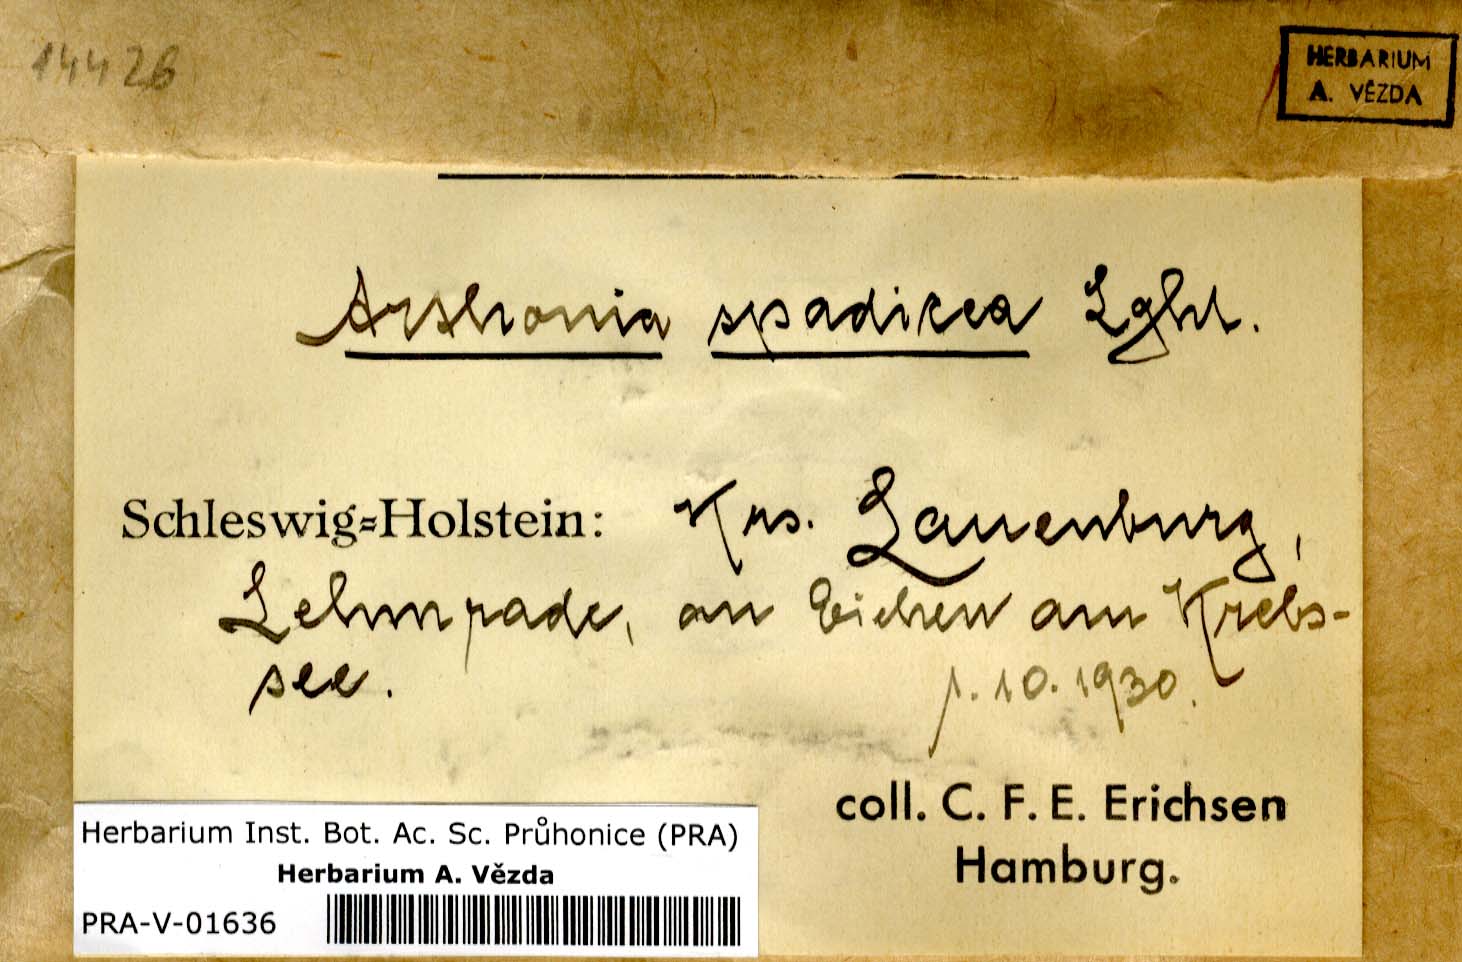 14426
HERBARIUM
A. VĚZDA
Arthonia spadicea Lght.
Schleswig=Holstein: Krs. Lauenburg,
Lehmrade, an Eichen am Krebs-
see.
10. 1930.
coll. C. F. E. Erichsen
Hamburg.
Herbarium Inst. Bot. Ac. Sc. Průhonice (PRA)
Herbarium A. Vězda
PRA-V-01636